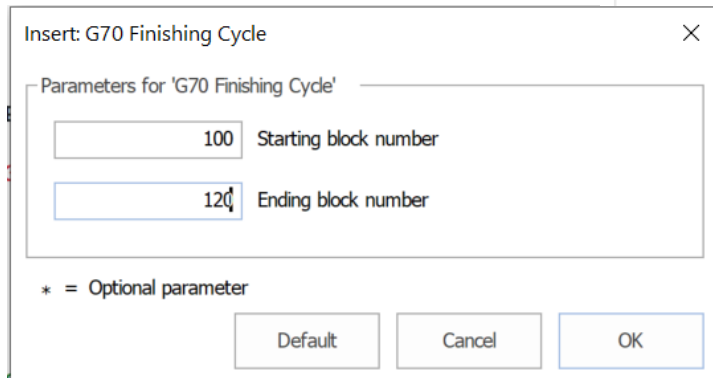 Insert: G70 Finishing Cycle
Parameters for 'G70 Finishing Cycle'
100 Starting block number
120 Ending block number
* = Optional parameter
Default Cancel OK